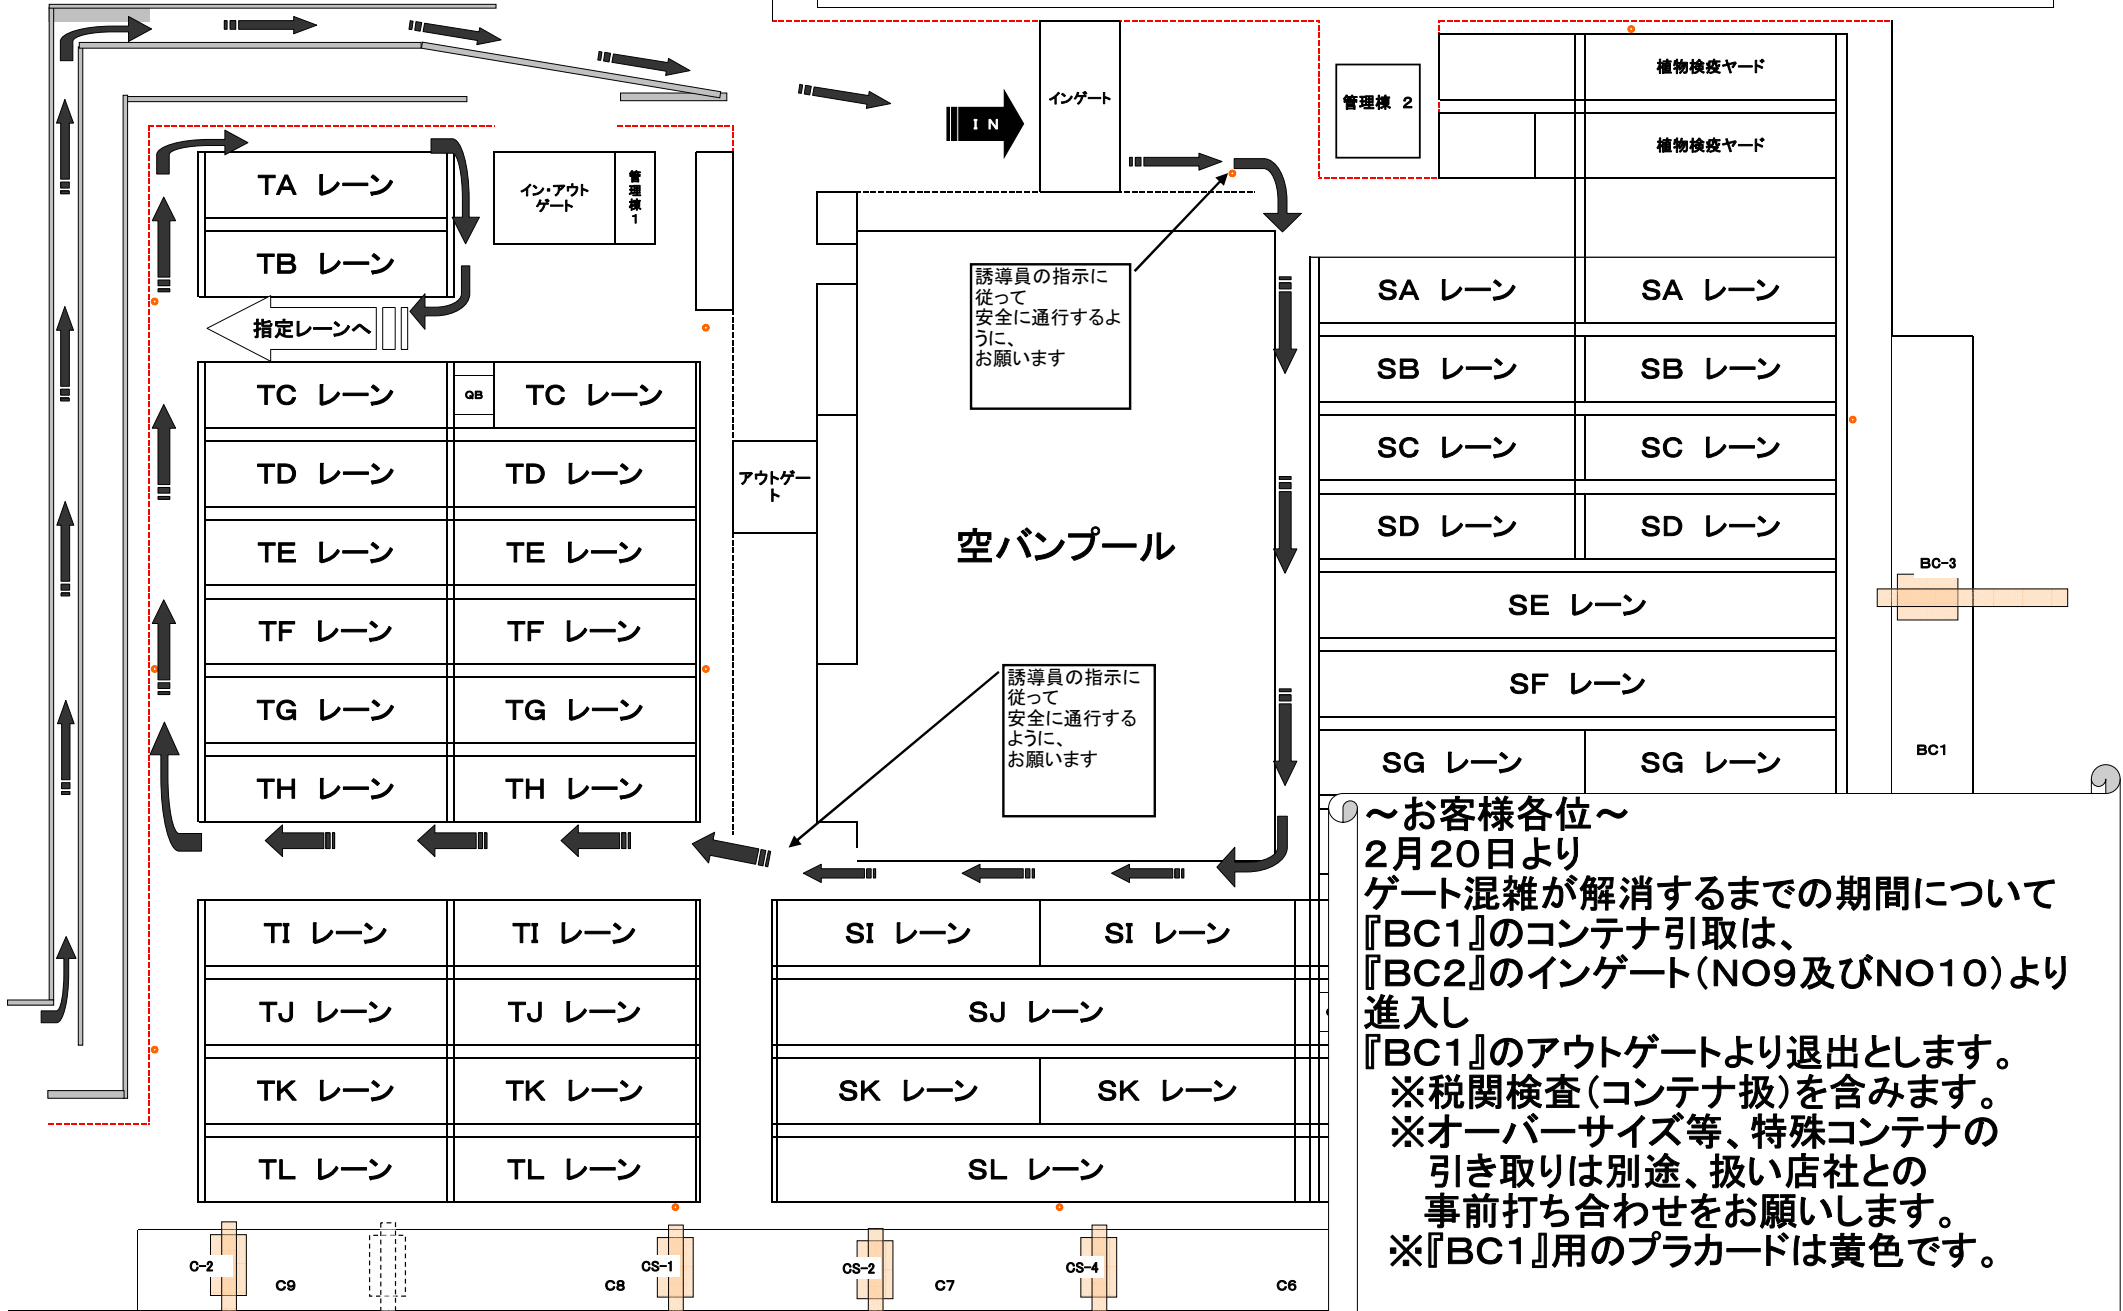 植物検疫ヤード
インゲート
管理棟 2
I N
植物検疫ヤード
TA レーン
イン・アウト
ゲート
管
理
棟
1
TB レーン
誘導員の指示に
従って
安全に通行するよ
うに、
お願います
SA レーン
SA レーン
指定レーンへ
SB レーン
SB レーン
TC レーン
QB
TC レーン
SC レーン
SC レーン
TD レーン
TD レーン
アウトゲー
ト
SD レーン
SD レーン
TE レーン
TE レーン
空バンプール
BC-3
SE レーン
TF レーン
TF レーン
誘導員の指示に
従って
安全に通行する
ように、
お願います
SF レーン
TG レーン
TG レーン
SG レーン
SG レーン
BC1
TH レーン
TH レーン
～お客様各位～
2月20日より
ゲート混雑が解消するまでの期間について
『BC1』のコンテナ引取は、
『BC2』のインゲート（NO9及びNO10）より
進入し
『BC1』のアウトゲートより退出とします。
※税関検査（コンテナ扱）を含みます。
※オーバーサイズ等、特殊コンテナの
引き取りは別途、扱い店社との
事前打ち合わせをお願いします。
※『BC1』用のプラカードは黄色です。
TI レーン
TI レーン
SI レーン
SI レーン
TJ レーン
TJ レーン
SJ レーン
TK レーン
TK レーン
SK レーン
SK レーン
TL レーン
TL レーン
SL レーン
C-2
C9
C8
CS-1
CS-2
C7
CS-4
C6